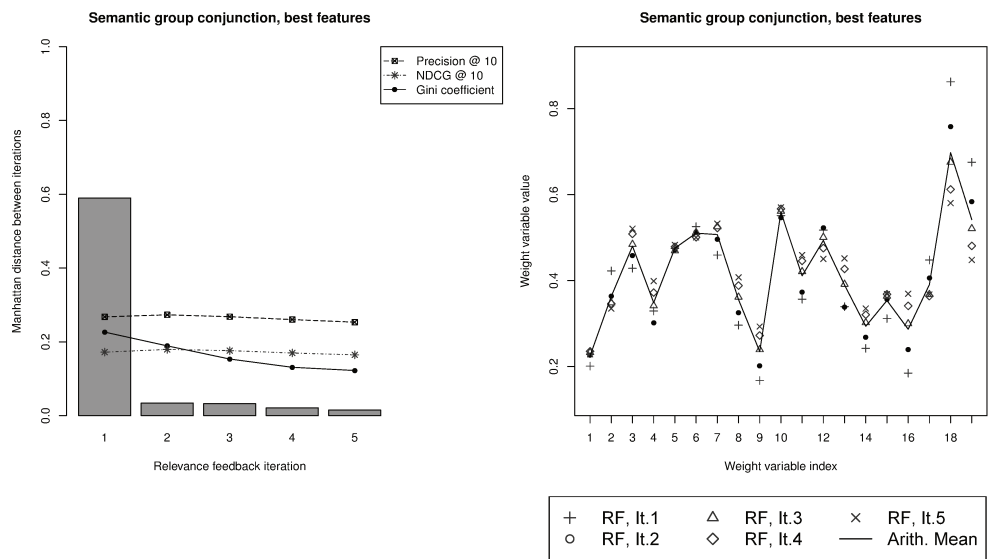 Semantic group conjunction, best features
Manhattan distance between iterations
1.0
0.8
0.6
0.4
0.2
0.0
Precision @ 10
NDCG @ 10
Gini coefficient
1 2 3 4 5
Relevance feedback iteration
Semantic group conjunction, best features
Weight variable value
0.8
0.6
0.4
0.2
1 2 3 4 5 6 7 8 9 10 12 14 16 18
Weight variable index
RF, It.1 RF, It.3 RF, It.5
RF, It.2 RF, It.4 Arith. Mean